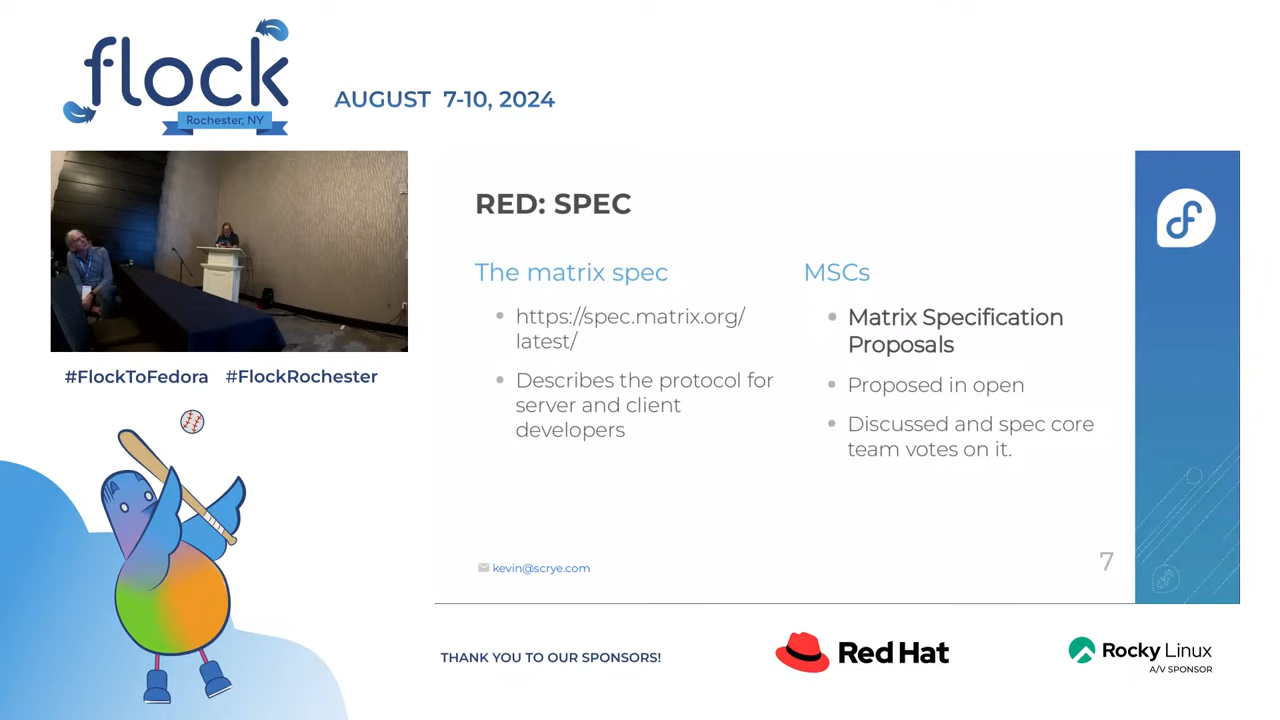 flock
Rochester, NY
AUGUST 7-10, 2024
#FlockToFedora #FlockRochester
RED: SPEC
The matrix spec
https://spec.matrix.org/
latest/
Describes the protocol for
server and client
developers
MSCs
Matrix Specification
Proposals
Proposed in open
Discussed and spec core
team votes on it.
kevin@scrye.com
7
THANK YOU TO OUR SPONSORS!
Red Hat
Rocky Linux
A/V SPONSOR